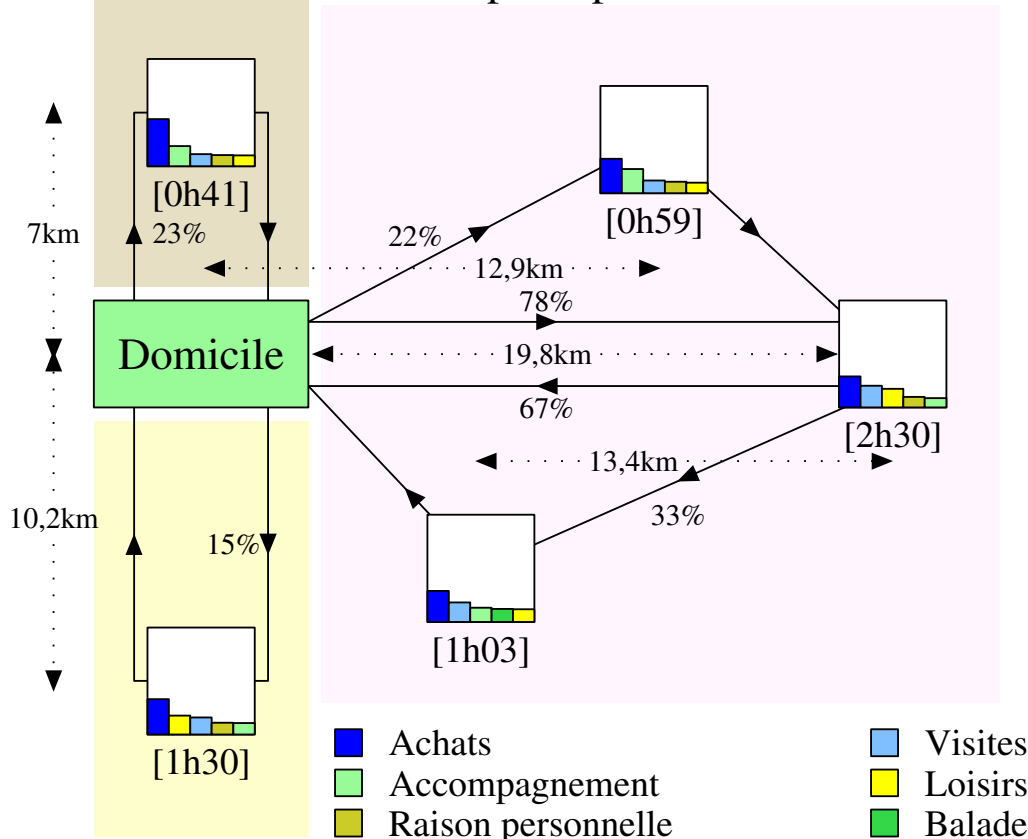 [0h41]
23%
7km
[0h59]
22%
12,9km
78%
Domicile
19,8km
67%
[2h30]
13,4km
10,2km
33%
15%
[1h03]
[1h30]
Achats
Visites
Accompagnement
Loisirs
Raison personnelle
Balade